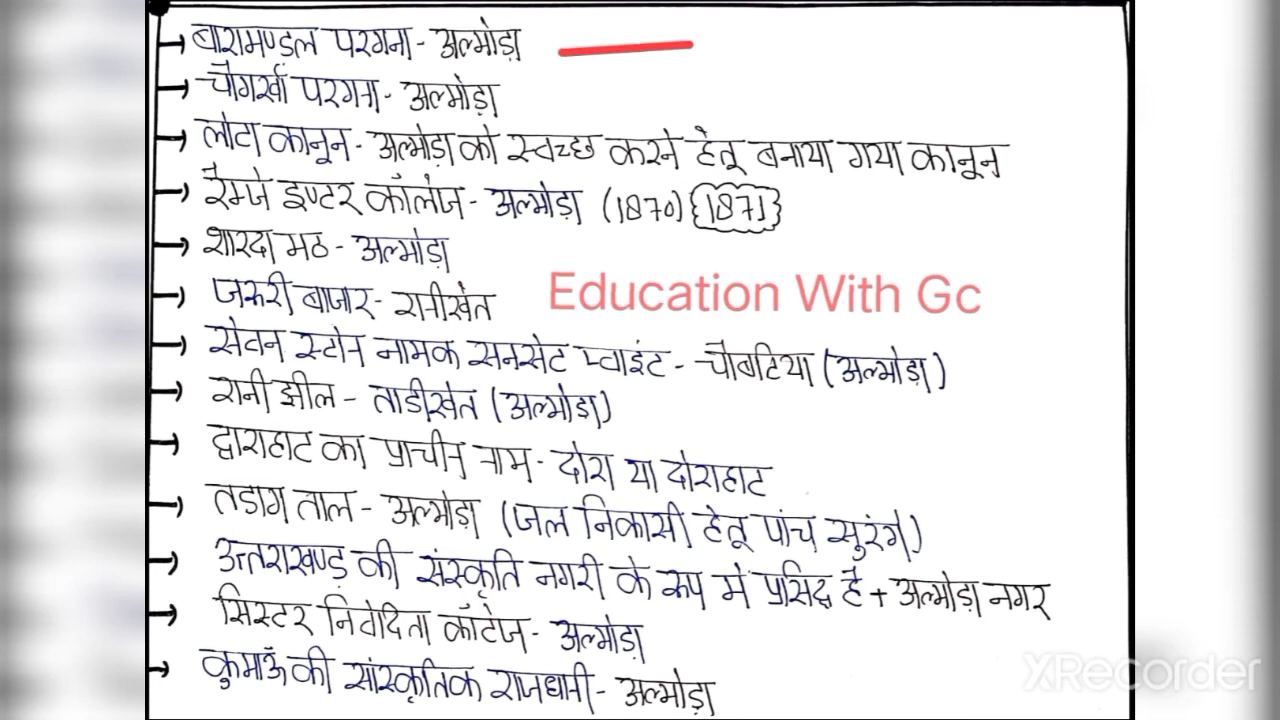 → बारामण्डल परगना - अल्मोड़ा
→ चौगर्खा परगना - अल्मोड़ा
→ लोटा कानून - अल्मोड़ा को स्वच्छ करने हेतू बनाया गया कानून
→ रैम्जे इण्टर कॉलेज - अल्मोड़ा (1870) {1871}
→ शारदा मठ - अल्मोड़ा
→ जरूरी बाजार - रानीखेत
Education With Gc
→ सेवन स्टोन नामक सनसेट प्वाइंट - चौबटिया (अल्मोड़ा)
→ रानी झील - ताडीखेत (अल्मोड़ा)
→ द्वाराहाट का प्राचीन नाम - दोरा या दोराहाट
→ तडाग ताल - अल्मोड़ा (जल निकासी हेतू पांच सुरंगे)
→ उत्तराखण्ड़ की संस्कृति नगरी के रूप में प्रसिद्ध है + अल्मोड़ा नगर
→ सिस्टर निवेदिता कॉटेज - अल्मोड़ा
→ कुमाऊँ की सांस्कृतिक राजधानी - अल्मोड़ा
XRecorder